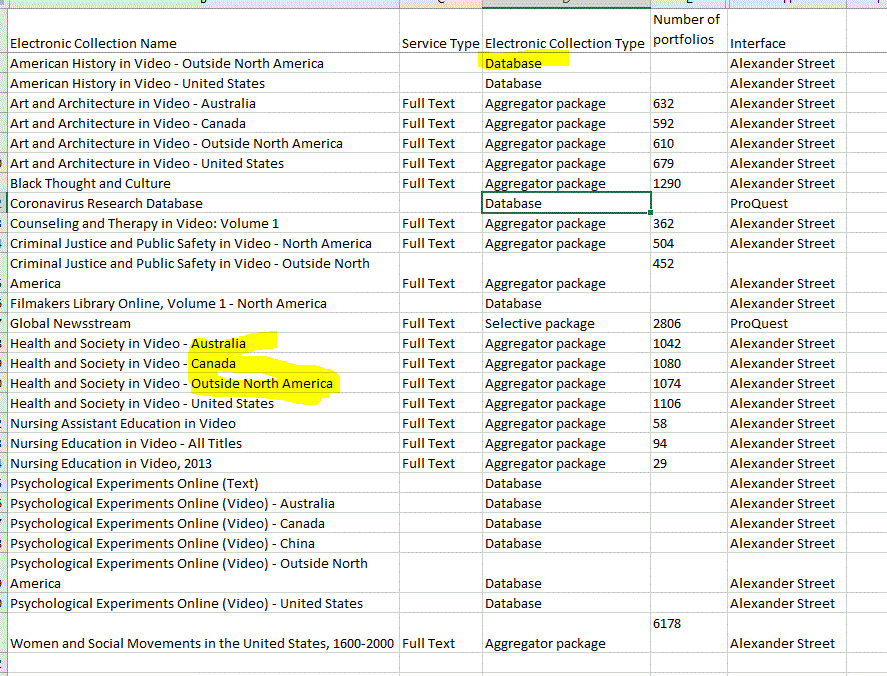 Electronic Collection Name Service Type Electronic Collection Type Number of portfolios Interface
American History in Video - Outside North America Database Alexander Street
American History in Video - United States Database Alexander Street
Art and Architecture in Video - Australia Full Text Aggregator package 632 Alexander Street
Art and Architecture in Video - Canada Full Text Aggregator package 592 Alexander Street
Art and Architecture in Video - Outside North America Full Text Aggregator package 610 Alexander Street
Art and Architecture in Video - United States Full Text Aggregator package 679 Alexander Street
Black Thought and Culture Full Text Aggregator package 1290 Alexander Street
Coronavirus Research Database Database ProQuest
Counseling and Therapy in Video: Volume 1 Full Text Aggregator package 362 Alexander Street
Criminal Justice and Public Safety in Video - North America Full Text Aggregator package 504 Alexander Street
Criminal Justice and Public Safety in Video - Outside North 452
America Full Text Aggregator package Alexander Street
Filmakers Library Online, Volume 1 - North America Database Alexander Street
Global Newsstream Full Text Selective package 2806 ProQuest
Health and Society in Video - Australia Full Text Aggregator package 1042 Alexander Street
Health and Society in Video - Canada Full Text Aggregator package 1080 Alexander Street
Health and Society in Video - Outside North America Full Text Aggregator package 1074 Alexander Street
Health and Society in Video - United States Full Text Aggregator package 1106 Alexander Street
Nursing Assistant Education in Video Full Text Aggregator package 58 Alexander Street
Nursing Education in Video - All Titles Full Text Aggregator package 94 Alexander Street
Nursing Education in Video, 2013 Full Text Aggregator package 29 Alexander Street
Psychological Experiments Online (Text) Database Alexander Street
Psychological Experiments Online (Video) - Australia Database Alexander Street
Psychological Experiments Online (Video) - Canada Database Alexander Street
Psychological Experiments Online (Video) - China Database Alexander Street
Psychological Experiments Online (Video) - Outside North
America Database Alexander Street
Psychological Experiments Online (Video) - United States Database Alexander Street
6178
Women and Social Movements in the United States, 1600-2000 Full Text Aggregator package Alexander Street